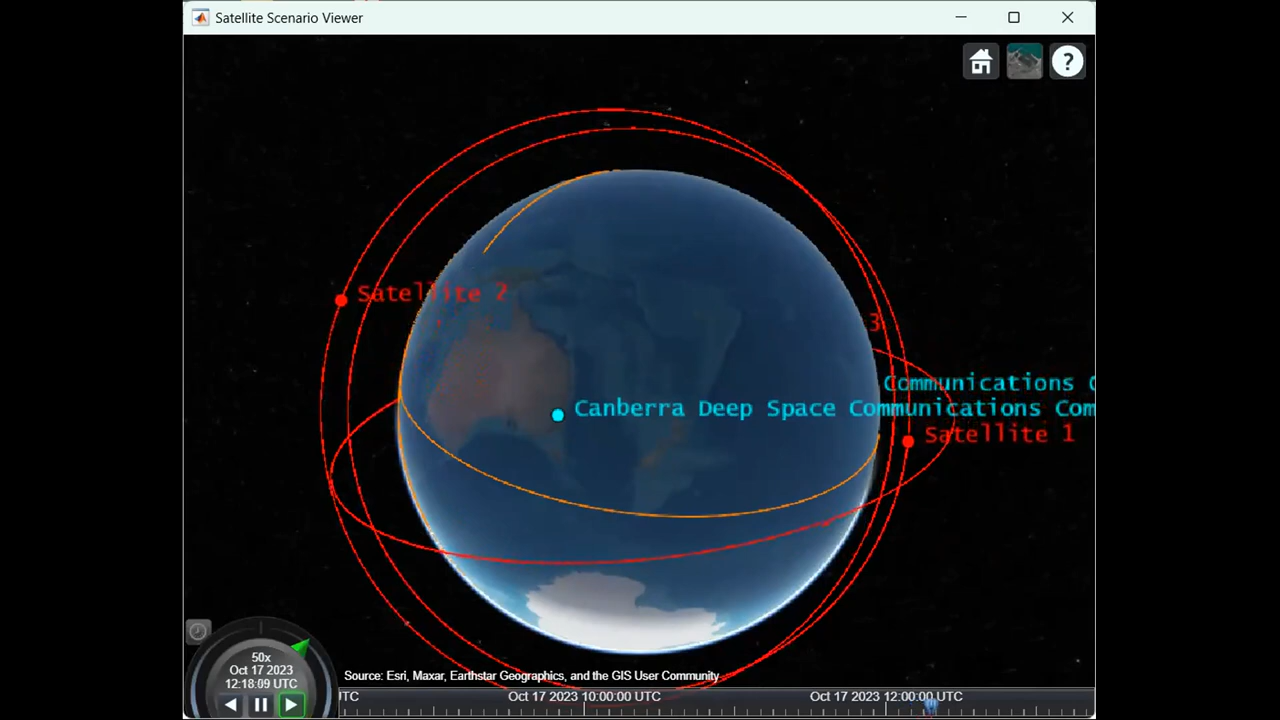 Satellite Scenario Viewer
?
Satellite 2
3
Communications C
Canberra Deep Space Communications Com
Satellite 1
50x
Oct 17 2023
12:18:09 UTC
Source: Esri, Maxar, Earthstar Geographics, and the GIS User Community
UTC
Oct 17 2023 10:00:00 UTC
Oct 17 2023 12:00:00 UTC